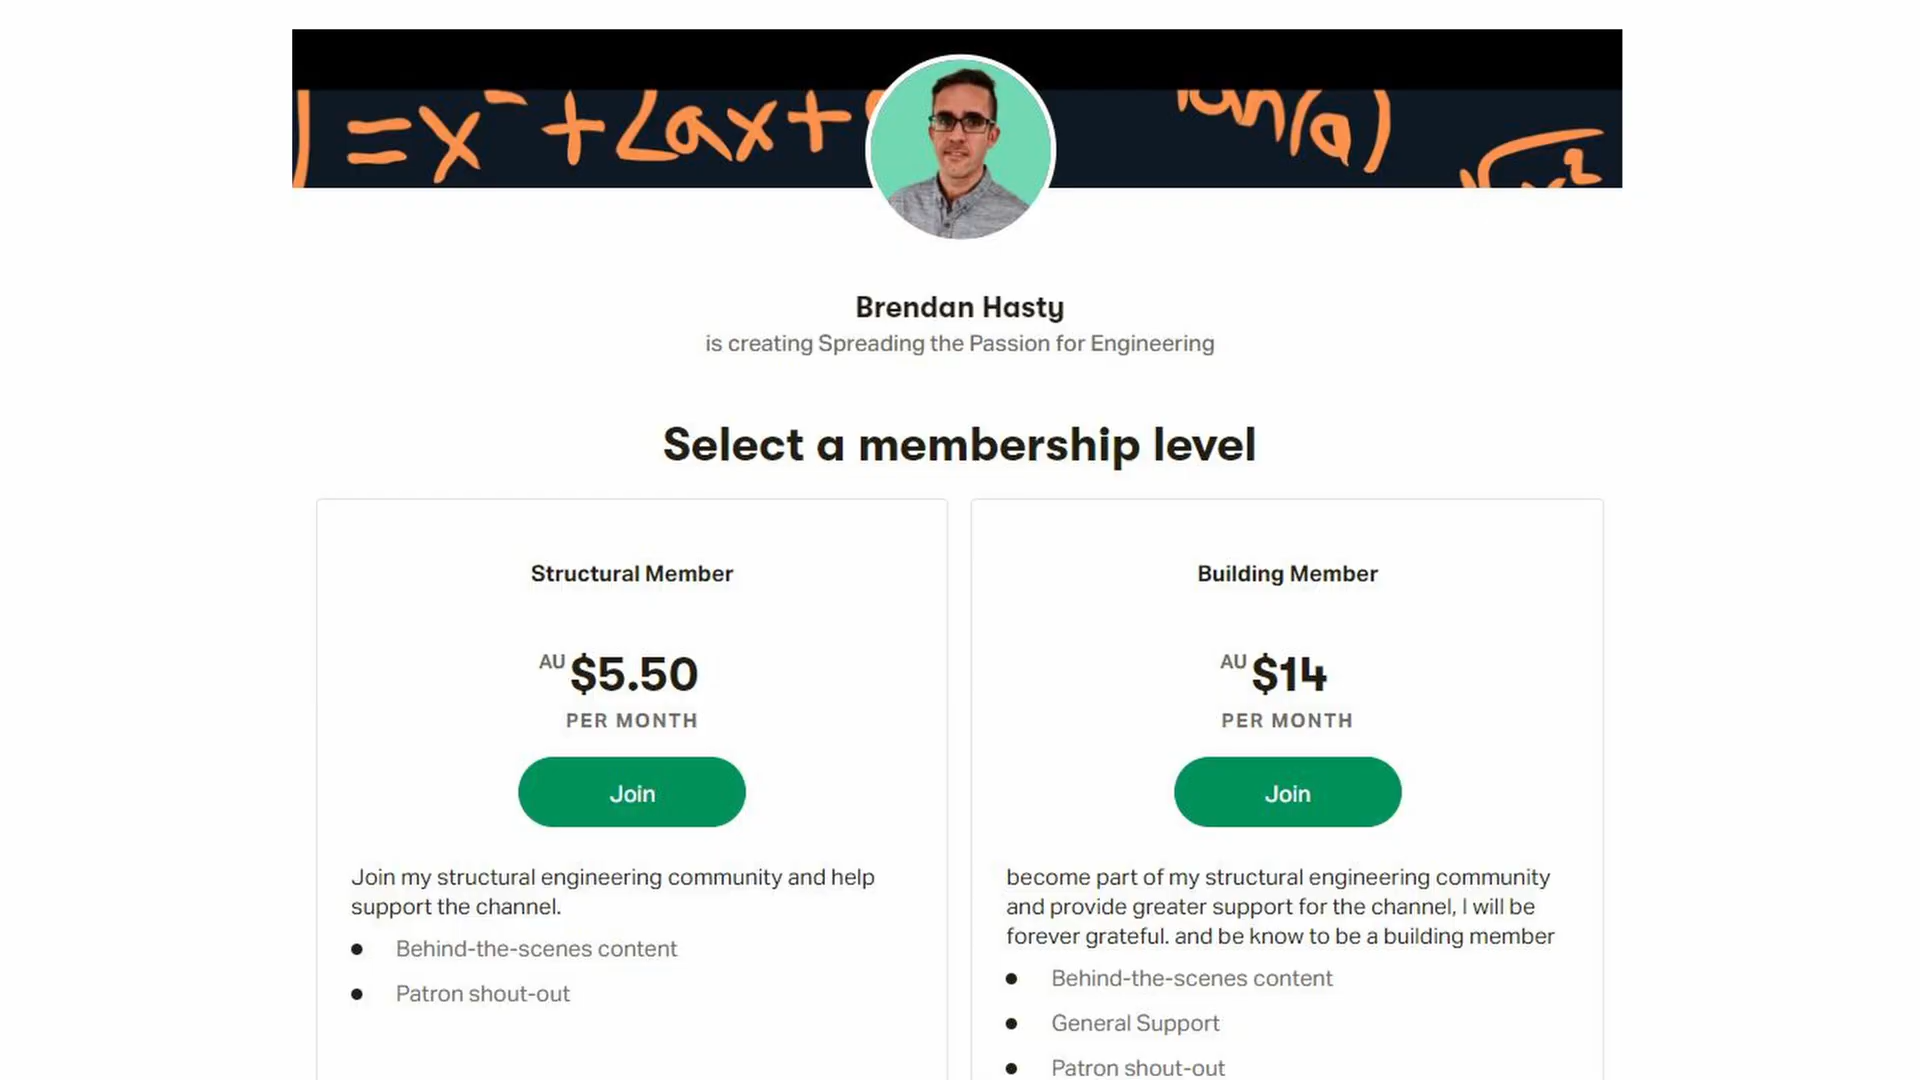 ) = x² + 2ax +
tan(a)
√x²
Brendan Hasty
is creating Spreading the Passion for Engineering
Select a membership level
Structural Member
AU $5.50
PER MONTH
Join
Join my structural engineering community and help
support the channel.
● Behind-the-scenes content
● Patron shout-out
Building Member
AU $14
PER MONTH
Join
become part of my structural engineering community
and provide greater support for the channel, I will be
forever grateful. and be know to be a building member
● Behind-the-scenes content
● General Support
● Patron shout-out